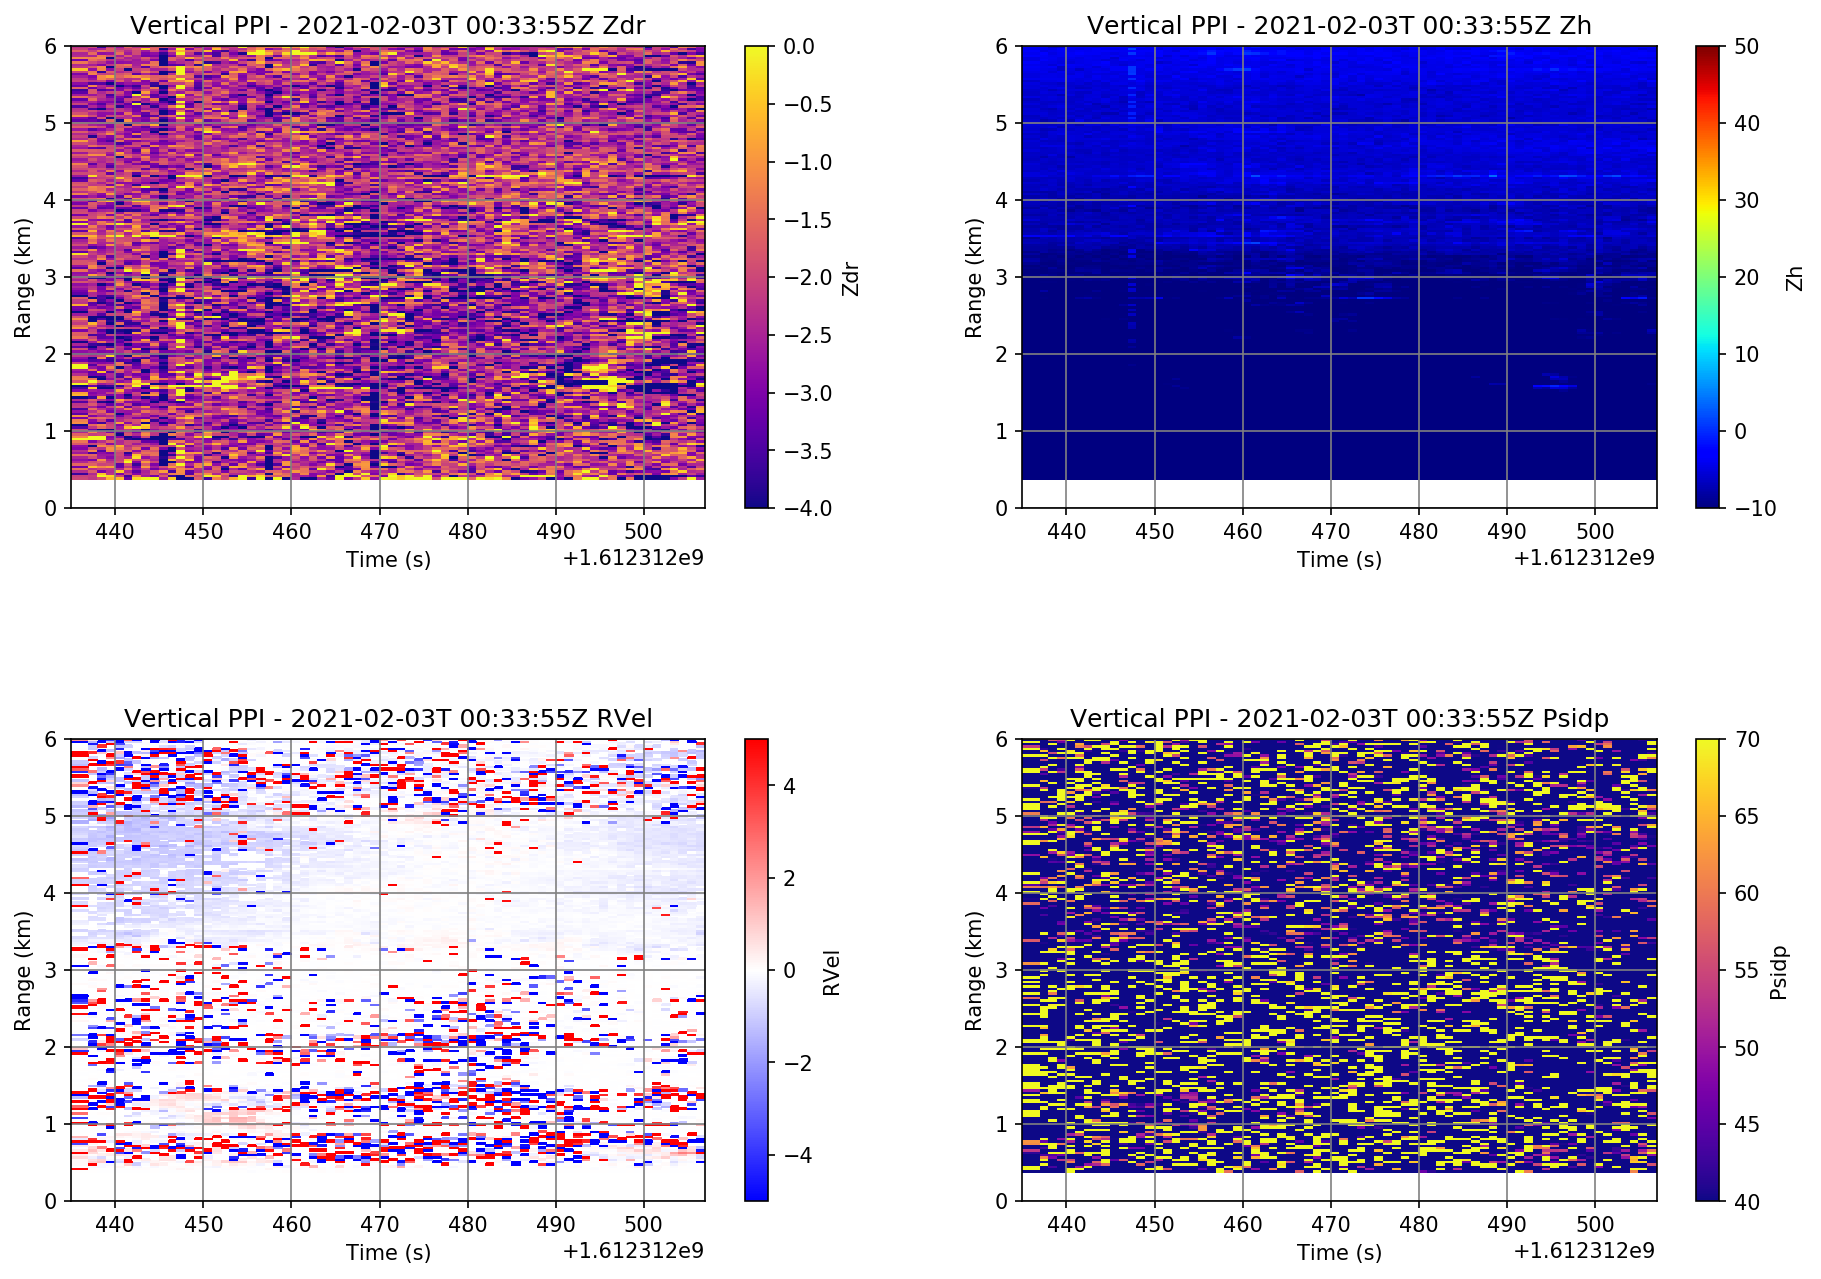 Vertical PPI - 2021-02-03T 00:33:55Z Zdr
6
5
4
3
2
1
0
Range (km)
440 450 460 470 480 490 500
Time (s)
+1.612312e9
0.0
−0.5
−1.0
−1.5
−2.0
−2.5
−3.0
−3.5
−4.0
Zdr
Vertical PPI - 2021-02-03T 00:33:55Z Zh
6
5
4
3
2
1
0
Range (km)
440 450 460 470 480 490 500
Time (s)
+1.612312e9
50
40
30
20
10
0
−10
Zh
Vertical PPI - 2021-02-03T 00:33:55Z RVel
6
5
4
3
2
1
0
Range (km)
440 450 460 470 480 490 500
Time (s)
+1.612312e9
4
2
0
−2
−4
RVel
Vertical PPI - 2021-02-03T 00:33:55Z Psidp
6
5
4
3
2
1
0
Range (km)
440 450 460 470 480 490 500
Time (s)
+1.612312e9
70
65
60
55
50
45
40
Psidp